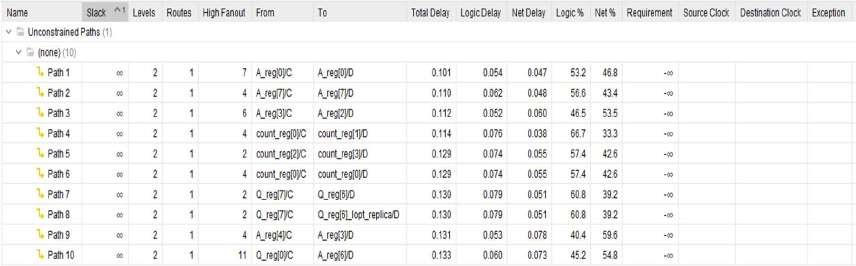 Name Slack ^1 Levels Routes High Fanout From To Total Delay Logic Delay Net Delay Logic % Net % Requirement Source Clock Destination Clock Exception
Unconstrained Paths (1)
(none) (10)
Path 1 ∞ 2 1 7 A_reg[0]/C A_reg[0]/D 0.101 0.054 0.047 53.2 46.8 -∞
Path 2 ∞ 2 1 4 A_reg[7]/C A_reg[7]/D 0.110 0.062 0.048 56.6 43.4 -∞
Path 3 ∞ 2 1 6 A_reg[3]/C A_reg[2]/D 0.112 0.052 0.060 46.5 53.5 -∞
Path 4 ∞ 2 1 4 count_reg[0]/C count_reg[1]/D 0.114 0.076 0.038 66.7 33.3 -∞
Path 5 ∞ 2 1 2 count_reg[2]/C count_reg[3]/D 0.129 0.074 0.055 57.4 42.6 -∞
Path 6 ∞ 2 1 4 count_reg[0]/C count_reg[0]/D 0.129 0.074 0.055 57.4 42.6 -∞
Path 7 ∞ 2 1 2 Q_reg[7]/C Q_reg[6]/D 0.130 0.079 0.051 60.8 39.2 -∞
Path 8 ∞ 2 1 2 Q_reg[7]/C Q_reg[6]_lopt_replica/D 0.130 0.079 0.051 60.8 39.2 -∞
Path 9 ∞ 2 1 4 A_reg[4]/C A_reg[3]/D 0.131 0.053 0.078 40.4 59.6 -∞
Path 10 ∞ 2 1 11 Q_reg[0]/C A_reg[6]/D 0.133 0.060 0.073 45.2 54.8 -∞